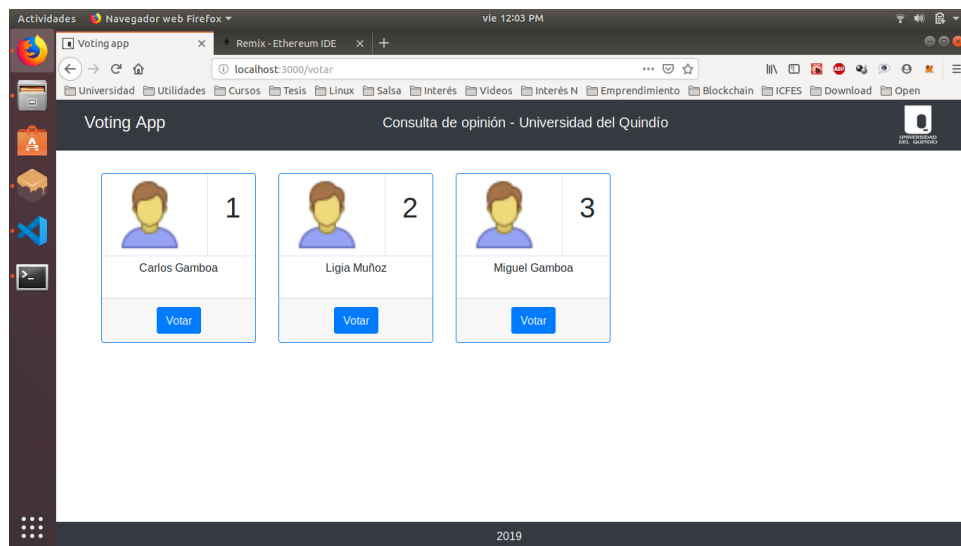 Actividades Navegador web Firefox vie 12:03 PM
Voting app Remix - Ethereum IDE
localhost:3000/votar
Universidad Utilidades Cursos Tesis Linux Salsa Interés Videos Interés N Emprendimiento Blockchain ICFES Download Open
Voting App Consulta de opinión - Universidad del Quindío
UNIVERSIDAD
DEL QUINDÍO
1 2 3
Carlos Gamboa Ligia Muñoz Miguel Gamboa
Votar Votar Votar
2019
ABP